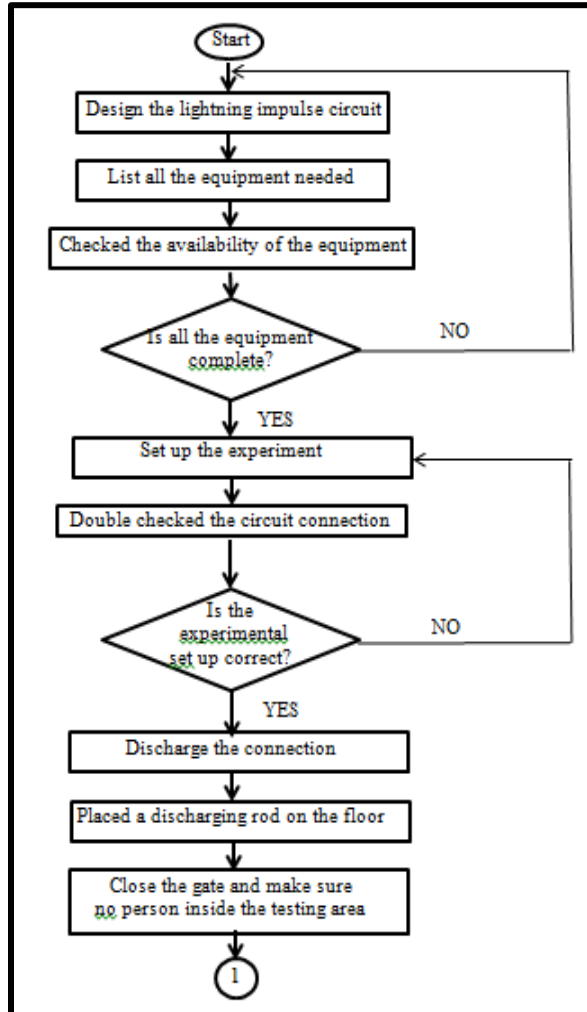 Start
Design the lightning impulse circuit
List all the equipment needed
Checked the availability of the equipment
Is all the equipment
complete?
NO
YES
Set up the experiment
Double checked the circuit connection
Is the
experimental
set up correct?
NO
YES
Discharge the connection
Placed a discharging rod on the floor
Close the gate and make sure
no person inside the testing area
1